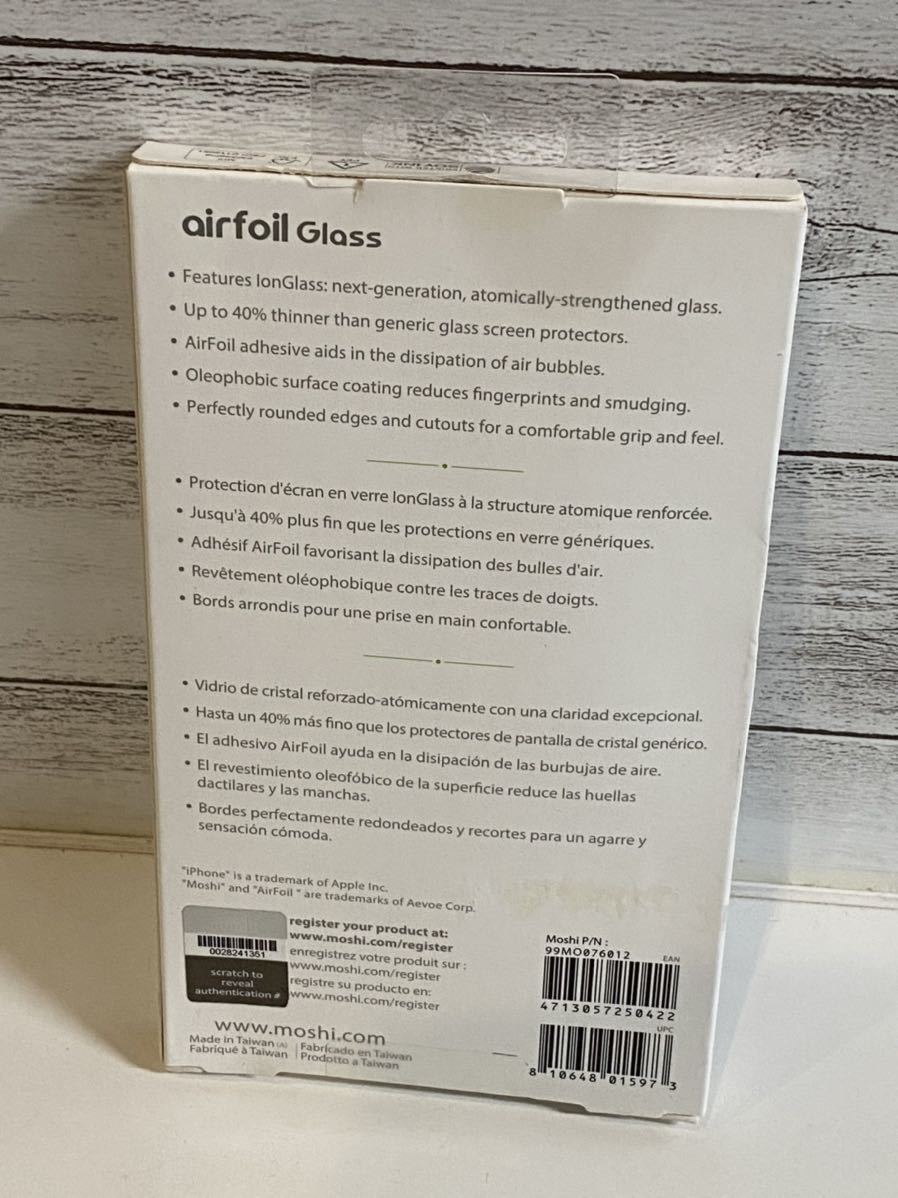 airfoil Glass
• Features IonGlass: next-generation, atomically-strengthened glass.
• Up to 40% thinner than generic glass screen protectors.
• AirFoil adhesive aids in the dissipation of air bubbles.
• Oleophobic surface coating reduces fingerprints and smudging.
• Perfectly rounded edges and cutouts for a comfortable grip and feel.
• Protection d'écran en verre IonGlass à la structure atomique renforcée.
• Jusqu'à 40% plus fin que les protections en verre génériques.
• Adhésif AirFoil favorisant la dissipation des bulles d'air.
• Revêtement oléophobique contre les traces de doigts.
• Bords arrondis pour une prise en main confortable.
• Vidrio de cristal reforzado-atómicamente con una claridad excepcional.
• Hasta un 40% más fino que los protectores de pantalla de cristal genérico.
• El adhesivo AirFoil ayuda en la disipación de las burbujas de aire.
• El revestimiento oleofóbico de la superficie reduce las huellas
dactilares y las manchas.
• Bordes perfectamente redondeados y recortes para un agarre y
sensación cómoda.
"iPhone" is a trademark of Apple Inc.
"Moshi" and "AirFoil " are trademarks of Aevoe Corp.
0028241351
scratch to
reveal
authentication #
register your product at:
www.moshi.com/register
enregistrez votre produit sur :
www.moshi.com/register
registre su producto en:
www.moshi.com/register
www.moshi.com
Made in Taiwan (A)
Fabriqué à Taiwan
Fabricado en Taiwan
Prodotto a Taiwan
Moshi P/N :
99MO076012
EAN
4713057250422
UPC
8 10648 01597 3